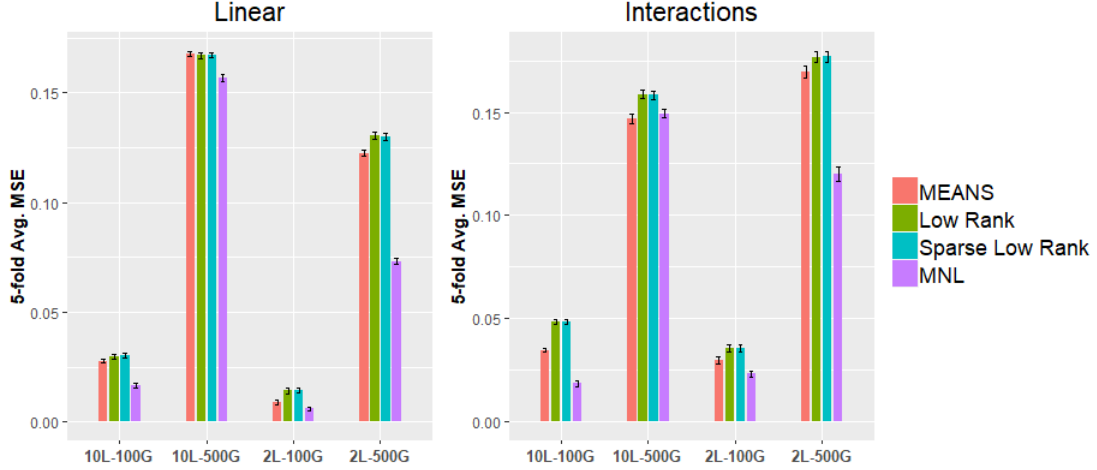 Linear
Interactions
5-fold Avg. MSE
0.15
0.10
0.05
0.00
10L-100G
10L-500G
2L-100G
2L-500G
5-fold Avg. MSE
0.15
0.10
0.05
0.00
10L-100G
10L-500G
2L-100G
2L-500G
MEANS
Low Rank
Sparse Low Rank
MNL